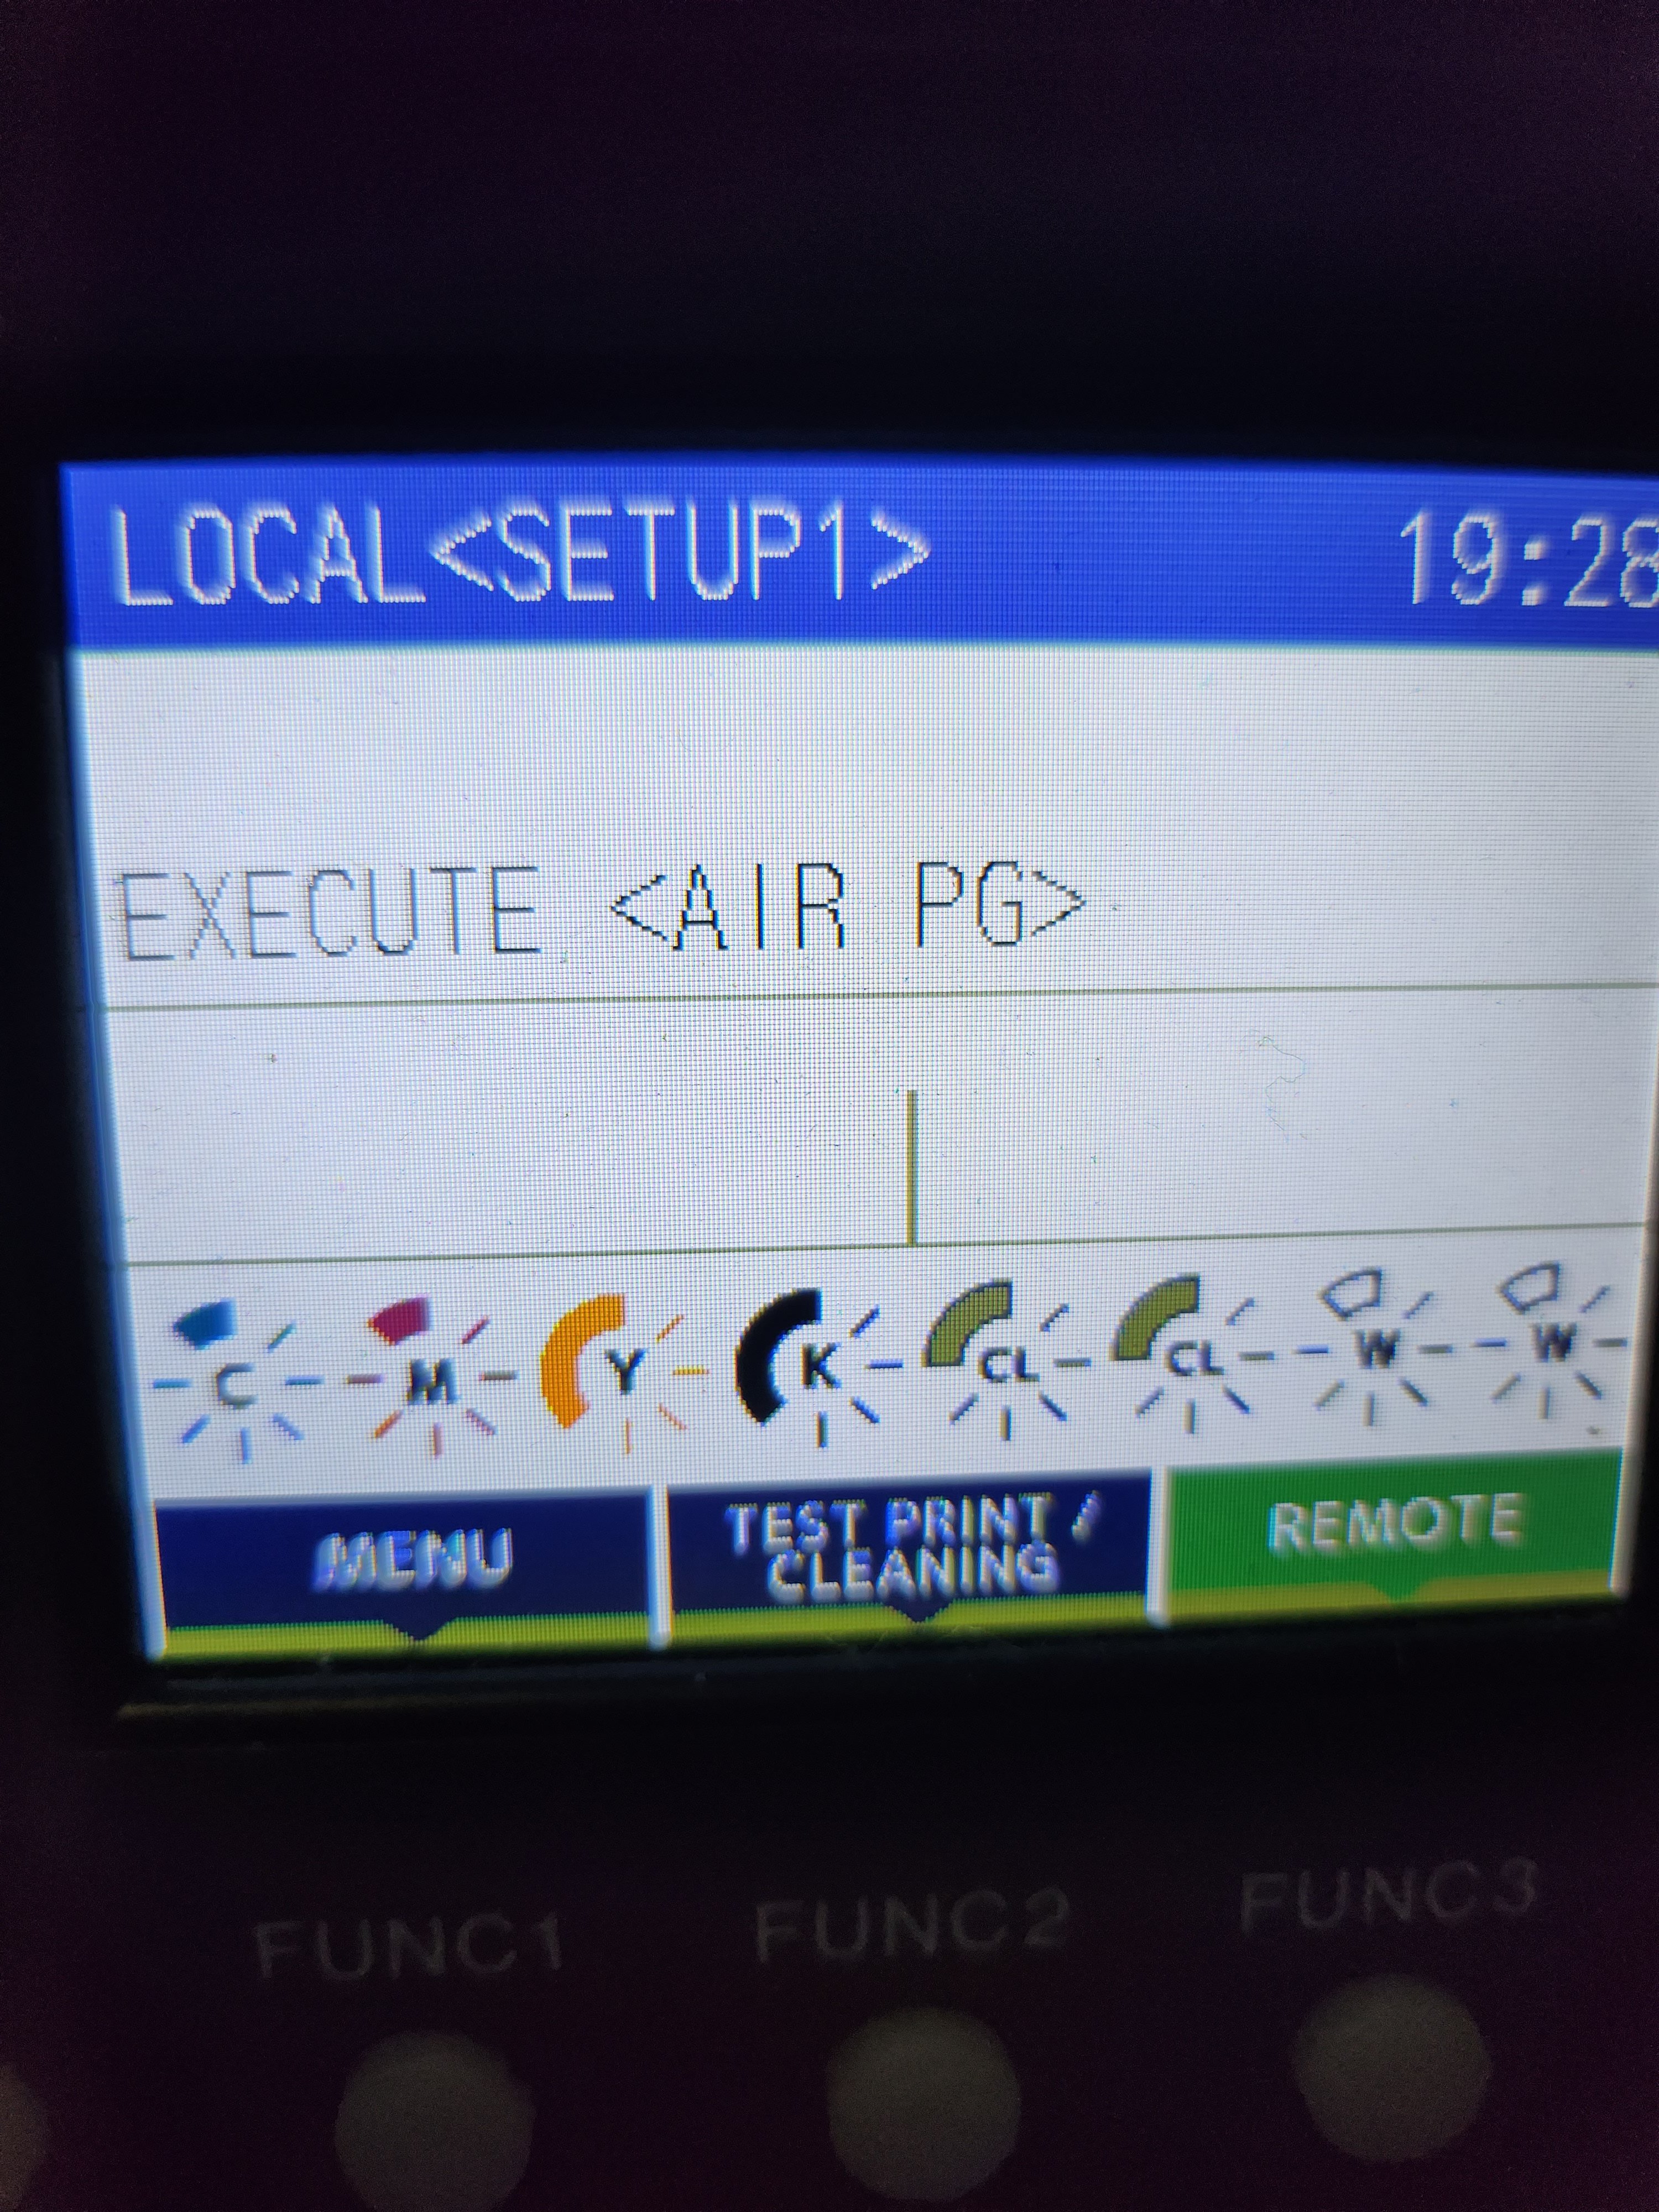 LOCAL<SETUP1> 19:28
EXECUTE <AIR PG>
C M Y K CL CL W W
MENU TEST PRINT / CLEANING REMOTE
FUNC1 FUNC2 FUNC3